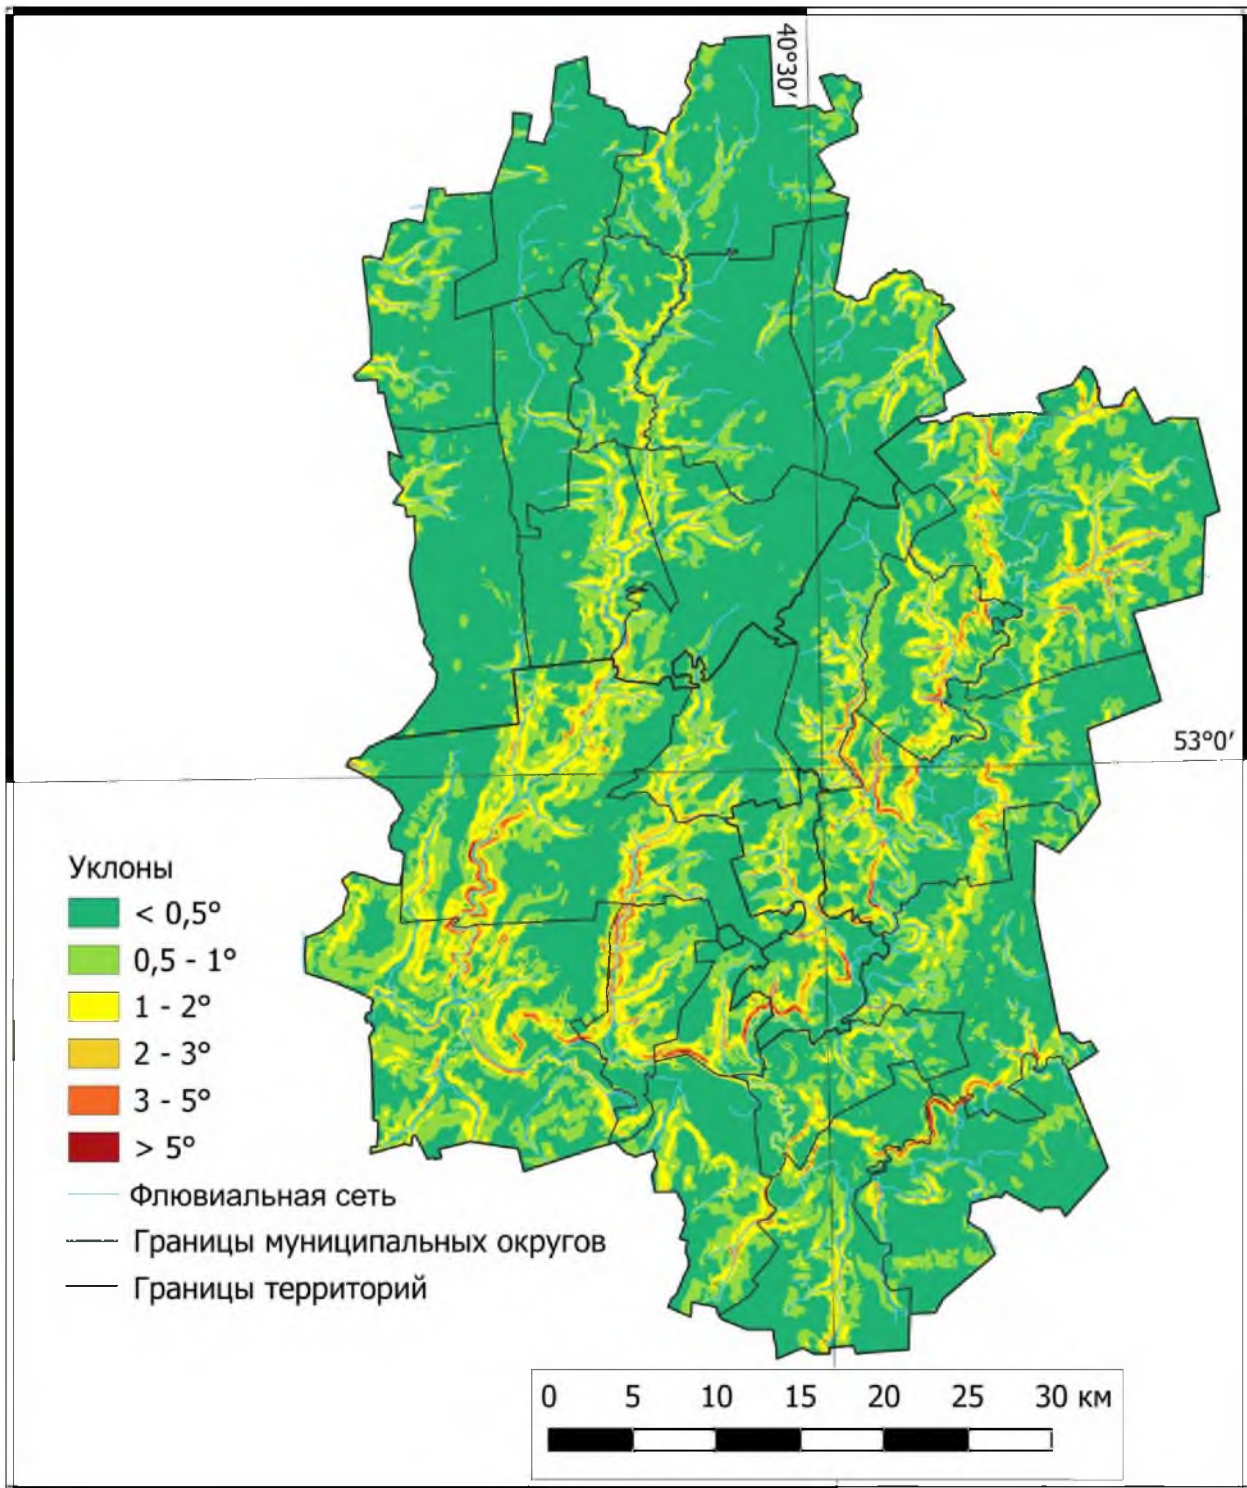 40°30′
53°0′
Уклоны
< 0,5°
0,5 - 1°
1 - 2°
2 - 3°
3 - 5°
> 5°
Флювиальная сеть
Границы муниципальных округов
Границы территорий
0 5 10 15 20 25 30 км